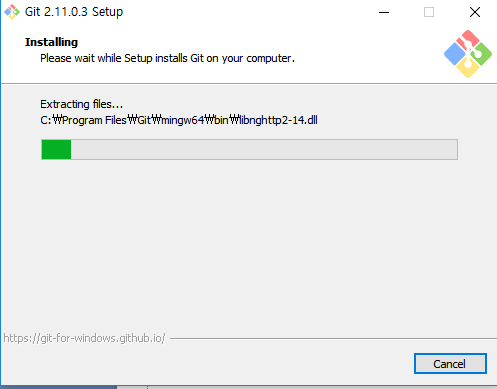 Git 2.11.0.3 Setup
Installing
Please wait while Setup installs Git on your computer.
Extracting files...
C:₩Program Files₩Git₩mingw64₩bin₩libnghttp2-14.dll
https://git-for-windows.github.io/
Cancel